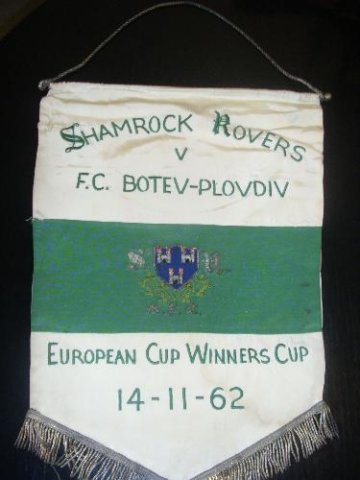 SHAMROCK ROVERS
V
F.C. BOTEV-PLOVDIV
S R
EUROPEAN CUP WINNERS CUP
14-11-62